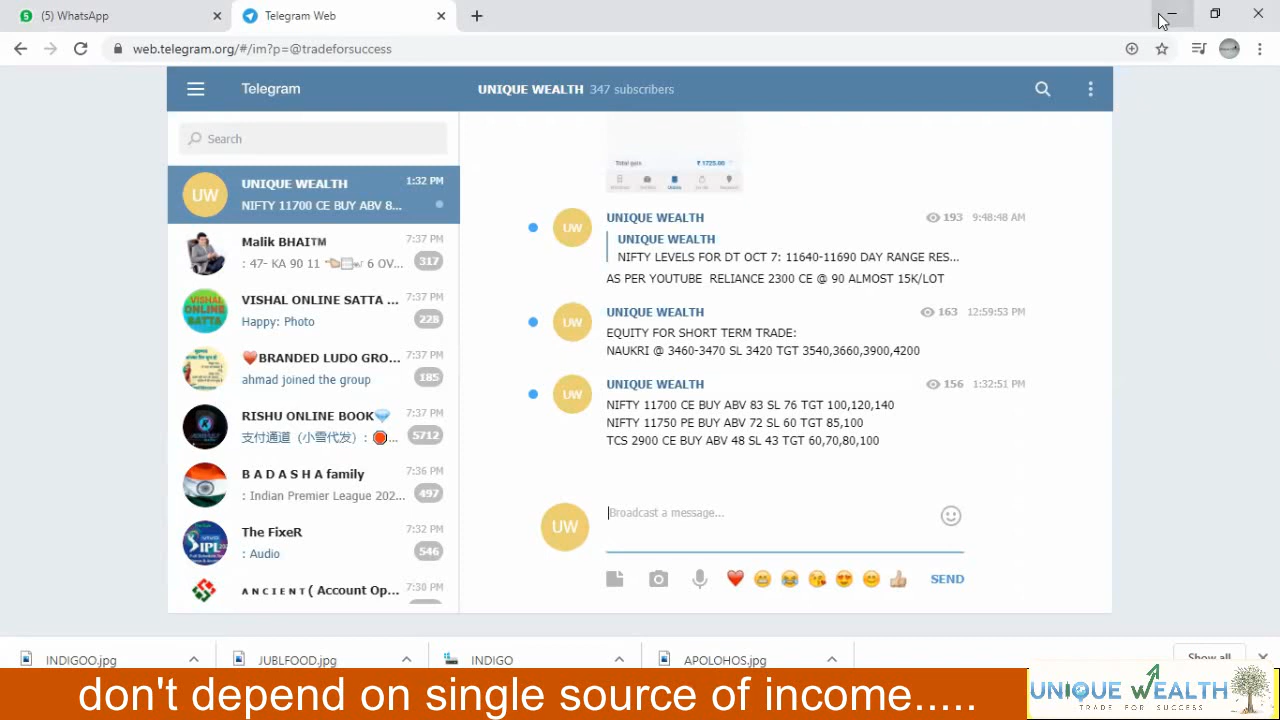 (5) WhatsApp
Telegram Web
web.telegram.org/#/im?p=@tradeforsuccess
Telegram
UNIQUE WEALTH 347 subscribers
Search
UW
UNIQUE WEALTH 1:32 PM
NIFTY 11700 CE BUY ABV 8...
Malik BHAI™ 7:37 PM
: 47- KA 90 11 6 OV... 317
VISHAL ONLINE SATTA ... 7:37 PM
Happy: Photo 228
BRANDED LUDO GRO... 7:37 PM
ahmad joined the group 185
RISHU ONLINE BOOK 7:37 PM
支付通道（小雪代发）: ... 5712
B A D A S H A family 7:36 PM
: Indian Premier League 202... 497
The FixeR 7:32 PM
: Audio 546
ᴀ ɴ ᴄ ɪ ᴇ ɴ ᴛ ( Account Op... 7:30 PM
Total gain ₹ 1725.00
UW
UNIQUE WEALTH 193 9:48:48 AM
UNIQUE WEALTH
NIFTY LEVELS FOR DT OCT 7: 11640-11690 DAY RANGE RES...
AS PER YOUTUBE RELIANCE 2300 CE @ 90 ALMOST 15K/LOT
UW
UNIQUE WEALTH 163 12:59:53 PM
EQUITY FOR SHORT TERM TRADE:
NAUKRI @ 3460-3470 SL 3420 TGT 3540,3660,3900,4200
UW
UNIQUE WEALTH 156 1:32:51 PM
NIFTY 11700 CE BUY ABV 83 SL 76 TGT 100,120,140
NIFTY 11750 PE BUY ABV 72 SL 60 TGT 85,100
TCS 2900 CE BUY ABV 48 SL 43 TGT 60,70,80,100
UW
Broadcast a message...
SEND
INDIGOO.jpg
JUBLFOOD.jpg
INDIGO
APOLOHOS.jpg
Show all
don't depend on single source of income.....
UNIQUE WEALTH
TRADE FOR SUCCESS